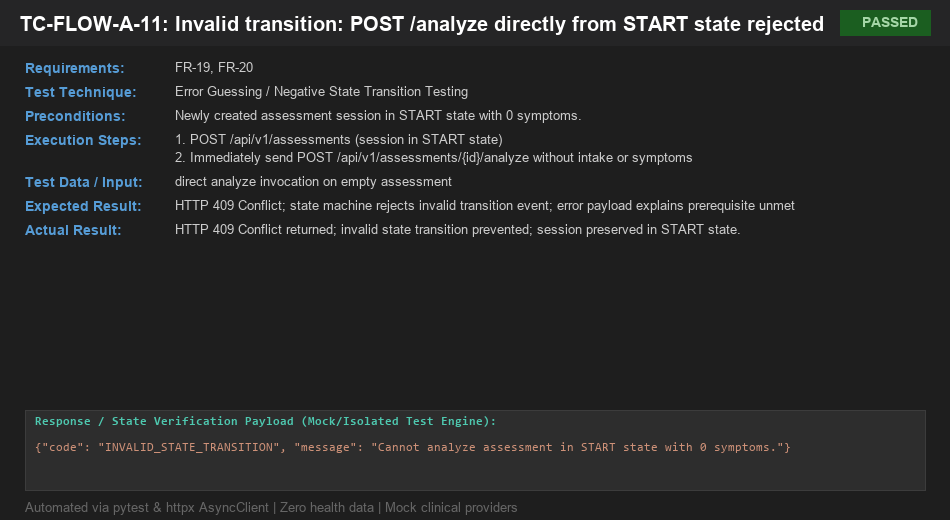 TC-FLOW-A-11: Invalid transition: POST /analyze directly from START state rejected PASSED
Requirements: FR-19, FR-20
Test Technique: Error Guessing / Negative State Transition Testing
Preconditions: Newly created assessment session in START state with 0 symptoms.
Execution Steps: 1. POST /api/v1/assessments (session in START state)
2. Immediately send POST /api/v1/assessments/{id}/analyze without intake or symptoms
Test Data / Input: direct analyze invocation on empty assessment
Expected Result: HTTP 409 Conflict; state machine rejects invalid transition event; error payload explains prerequisite unmet
Actual Result: HTTP 409 Conflict returned; invalid state transition prevented; session preserved in START state.
Response / State Verification Payload (Mock/Isolated Test Engine):
{"code": "INVALID_STATE_TRANSITION", "message": "Cannot analyze assessment in START state with 0 symptoms."}
Automated via pytest & httpx AsyncClient | Zero health data | Mock clinical providers